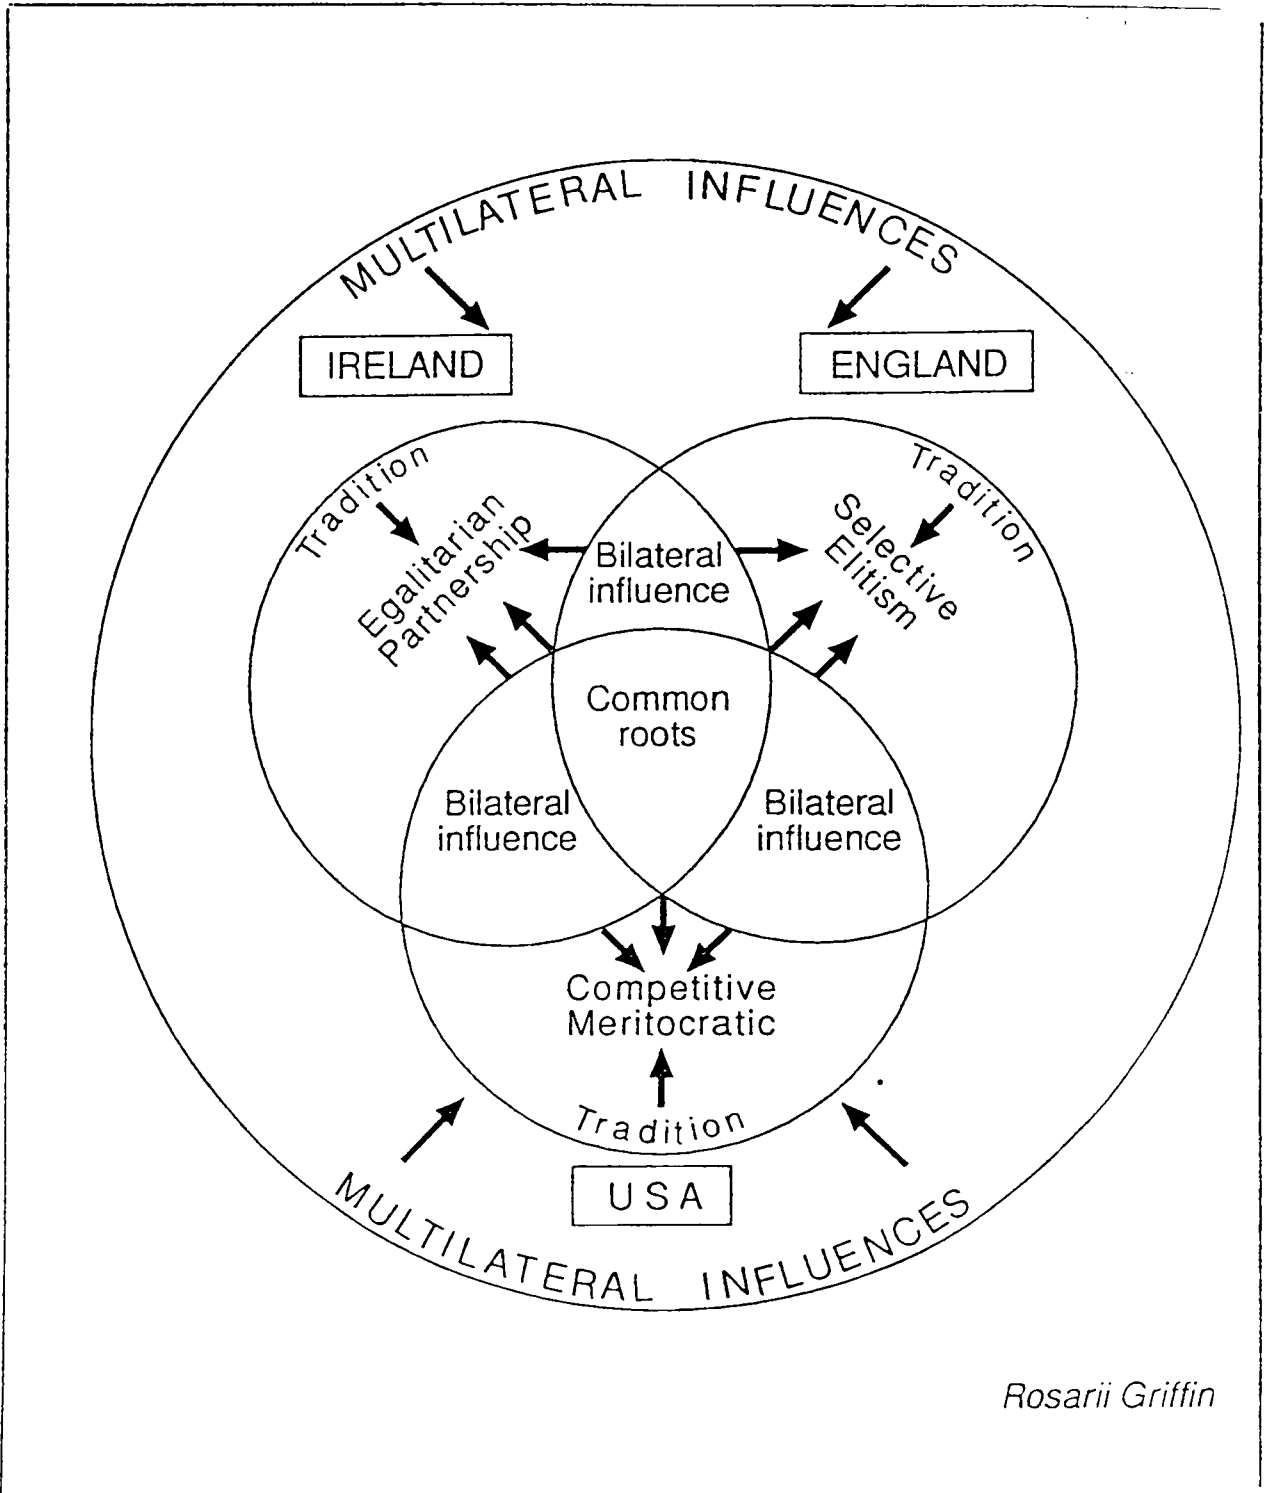 MULTILATERAL INFLUENCES
IRELAND
ENGLAND
Tradition
Tradition
Egalitarian
Partnership
Selective
Elitism
Bilateral
influence
Common
roots
Bilateral
influence
Bilateral
influence
Competitive
Meritocratic
Tradition
USA
MULTILATERAL INFLUENCES
Rosarii Griffin